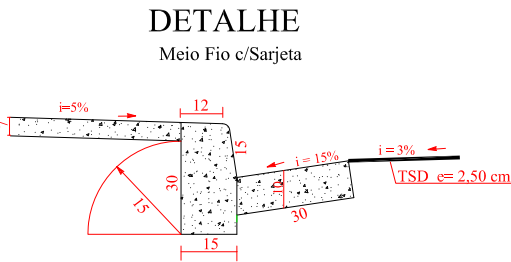 DETALHE
Meio Fio c/Sarjeta
i=5%
12
15
i = 15%
i = 3%
30
15
10
TSD e= 2,50 cm
30
15